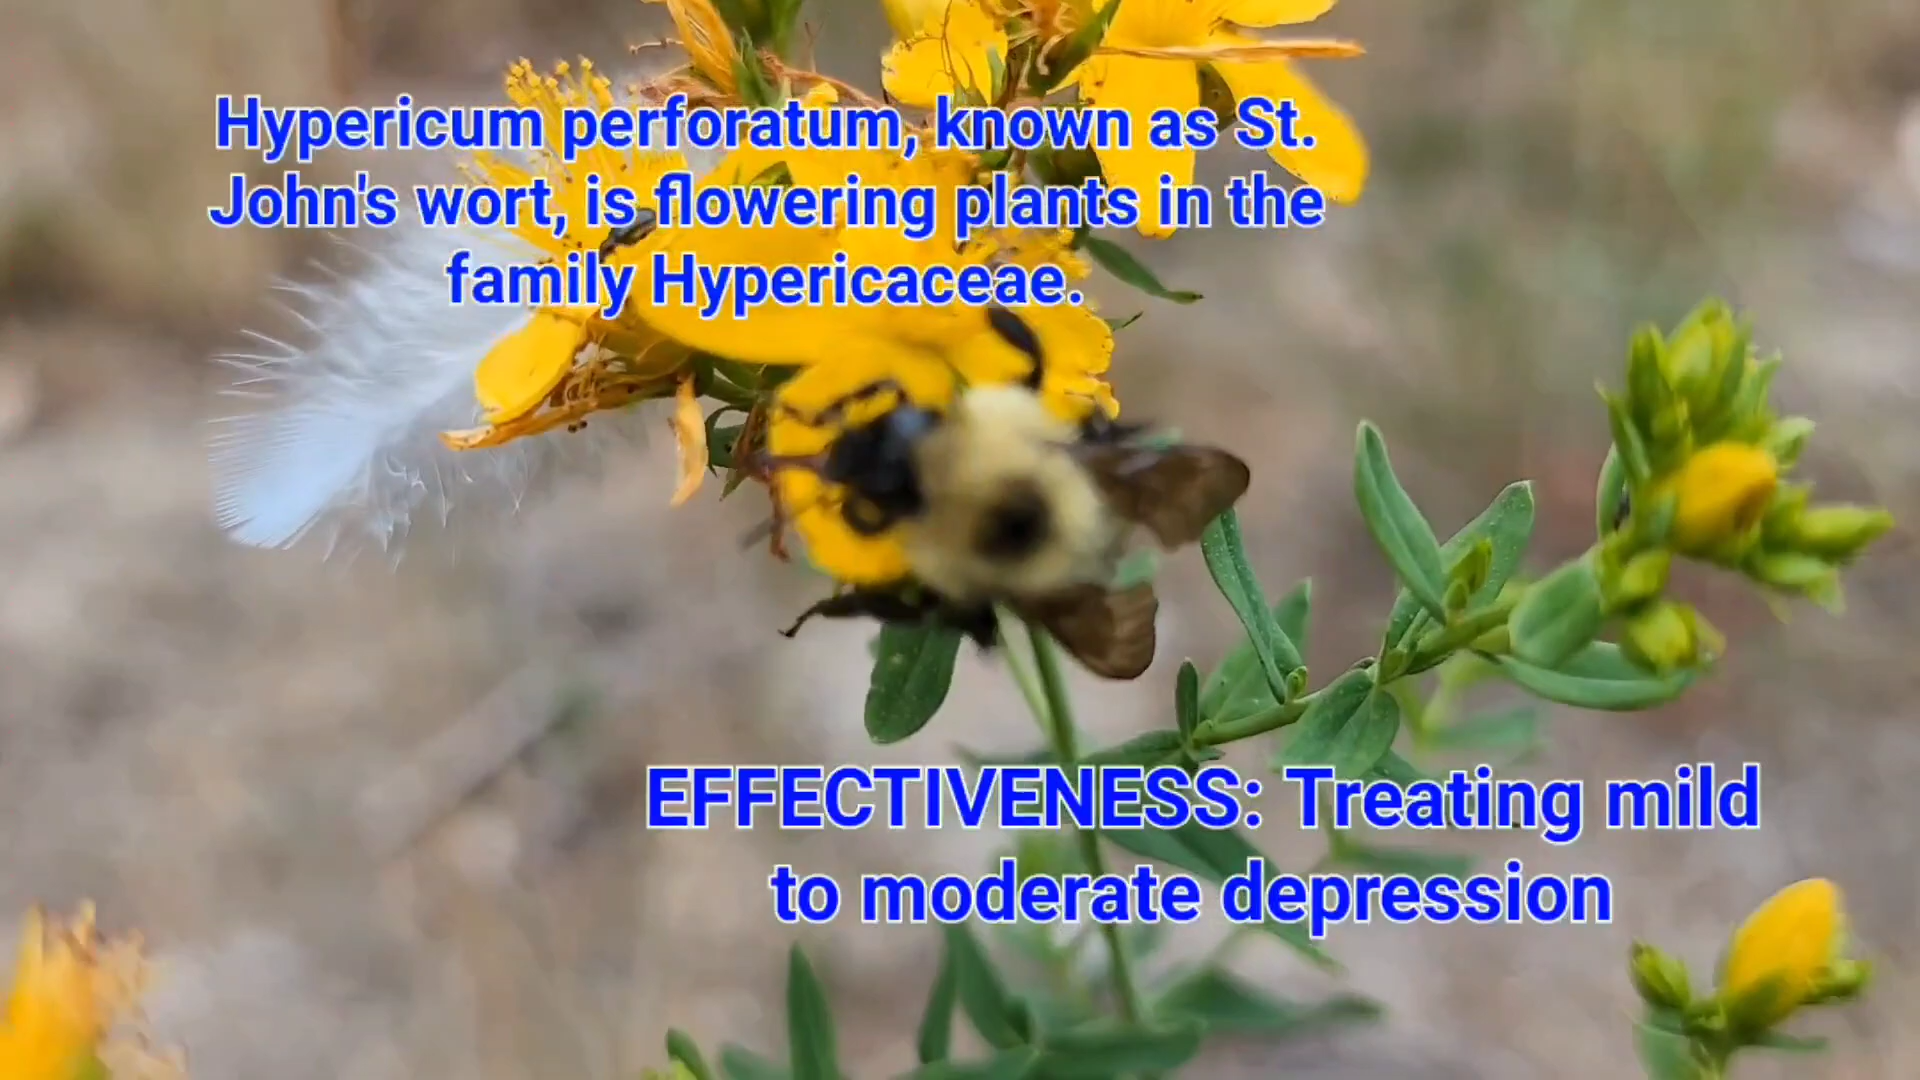 Hypericum perforatum, known as St.
John's wort, is flowering plants in the
family Hypericaceae.
EFFECTIVENESS: Treating mild
to moderate depression